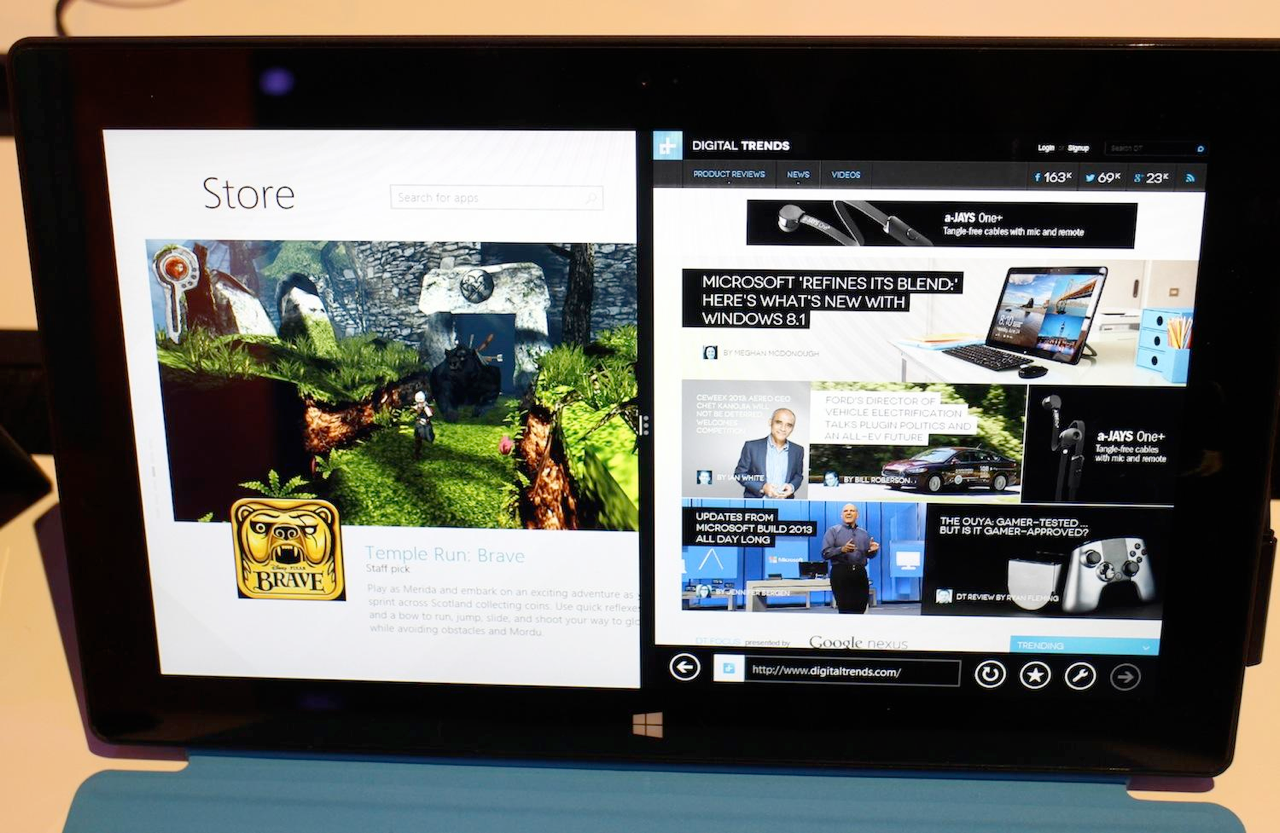 Store
Search for apps
DISNEY PIXAR
BRAVE
Temple Run: Brave
Staff pick
Play as Merida and embark on an exciting adventure as
sprint across Scotland collecting coins. Use quick reflexes
and a bow to run, jump, slide, and shoot your way to glo
while avoiding obstacles and Mordu.
DIGITAL TRENDS
Login or Signup
Search DT
PRODUCT REVIEWS
NEWS
VIDEOS
163K
69K
23K
a-JAYS One+
Tangle-free cables with mic and remote
MICROSOFT 'REFINES ITS BLEND:'
HERE'S WHAT'S NEW WITH
WINDOWS 8.1
BY MEGHAN MCDONOUGH
CEWEEK 2013: AEREO CEO
CHET KANOJIA WILL
NOT BE DETERRED,
WELCOMES
COMPETITION
BY IAN WHITE
FORD'S DIRECTOR OF
VEHICLE ELECTRIFICATION
TALKS PLUGIN POLITICS AND
AN ALL-EV FUTURE
BY BILL ROBERSON
a-JAYS One+
Tangle-free cables
with mic and remote
UPDATES FROM
MICROSOFT BUILD 2013
ALL DAY LONG
Microsoft
BY JENNIFER BERGEN
THE OUYA: GAMER-TESTED ...
BUT IS IT GAMER-APPROVED?
DT REVIEW BY RYAN FLEMING
DT FOCUS presented by Google nexus
TRENDING
http://www.digitaltrends.com/